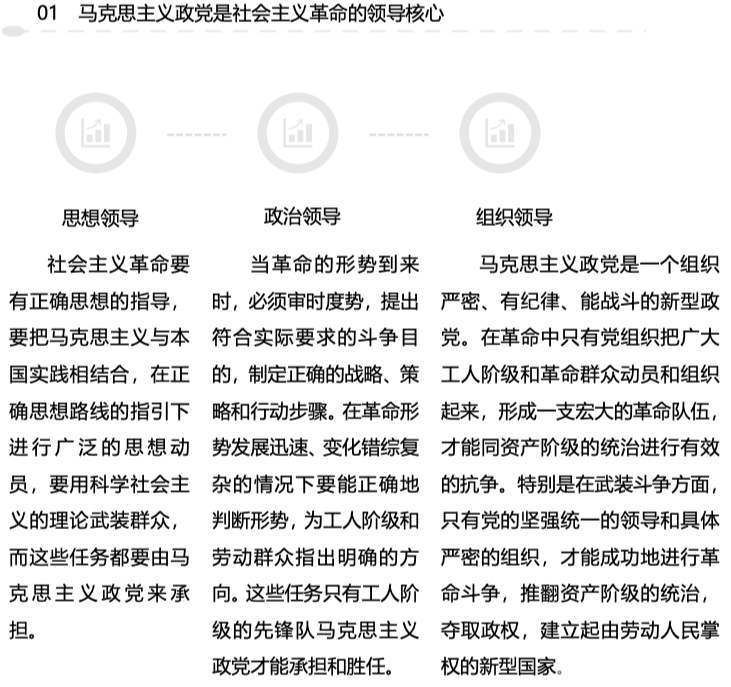 01 马克思主义政党是社会主义革命的领导核心
思想领导
社会主义革命要
有正确思想的指导，
要把马克思主义与本
国实践相结合，在正
确思想路线的指引下
进行广泛的思想动
员，要用科学社会主
义的理论武装群众，
而这些任务都要由马
克思主义政党来承
担。
政治领导
当革命的形势到来
时，必须审时度势，提出
符合实际要求的斗争目
的，制定正确的战略、策
略和行动步骤。在革命形
势发展迅速、变化错综复
杂的情况下要能正确地
判断形势，为工人阶级和
劳动群众指出明确的方
向。这些任务只有工人阶
级的先锋队马克思主义
政党才能承担和胜任。
组织领导
马克思主义政党是一个组织
严密、有纪律、能战斗的新型政
党。在革命中只有党组织把广大
工人阶级和革命群众动员和组织
起来，形成一支宏大的革命队伍，
才能同资产阶级的统治进行有效
的抗争。特别是在武装斗争方面，
只有党的坚强统一的领导和具体
严密的组织，才能成功地进行革
命斗争，推翻资产阶级的统治，
夺取政权，建立起由劳动人民掌
权的新型国家。